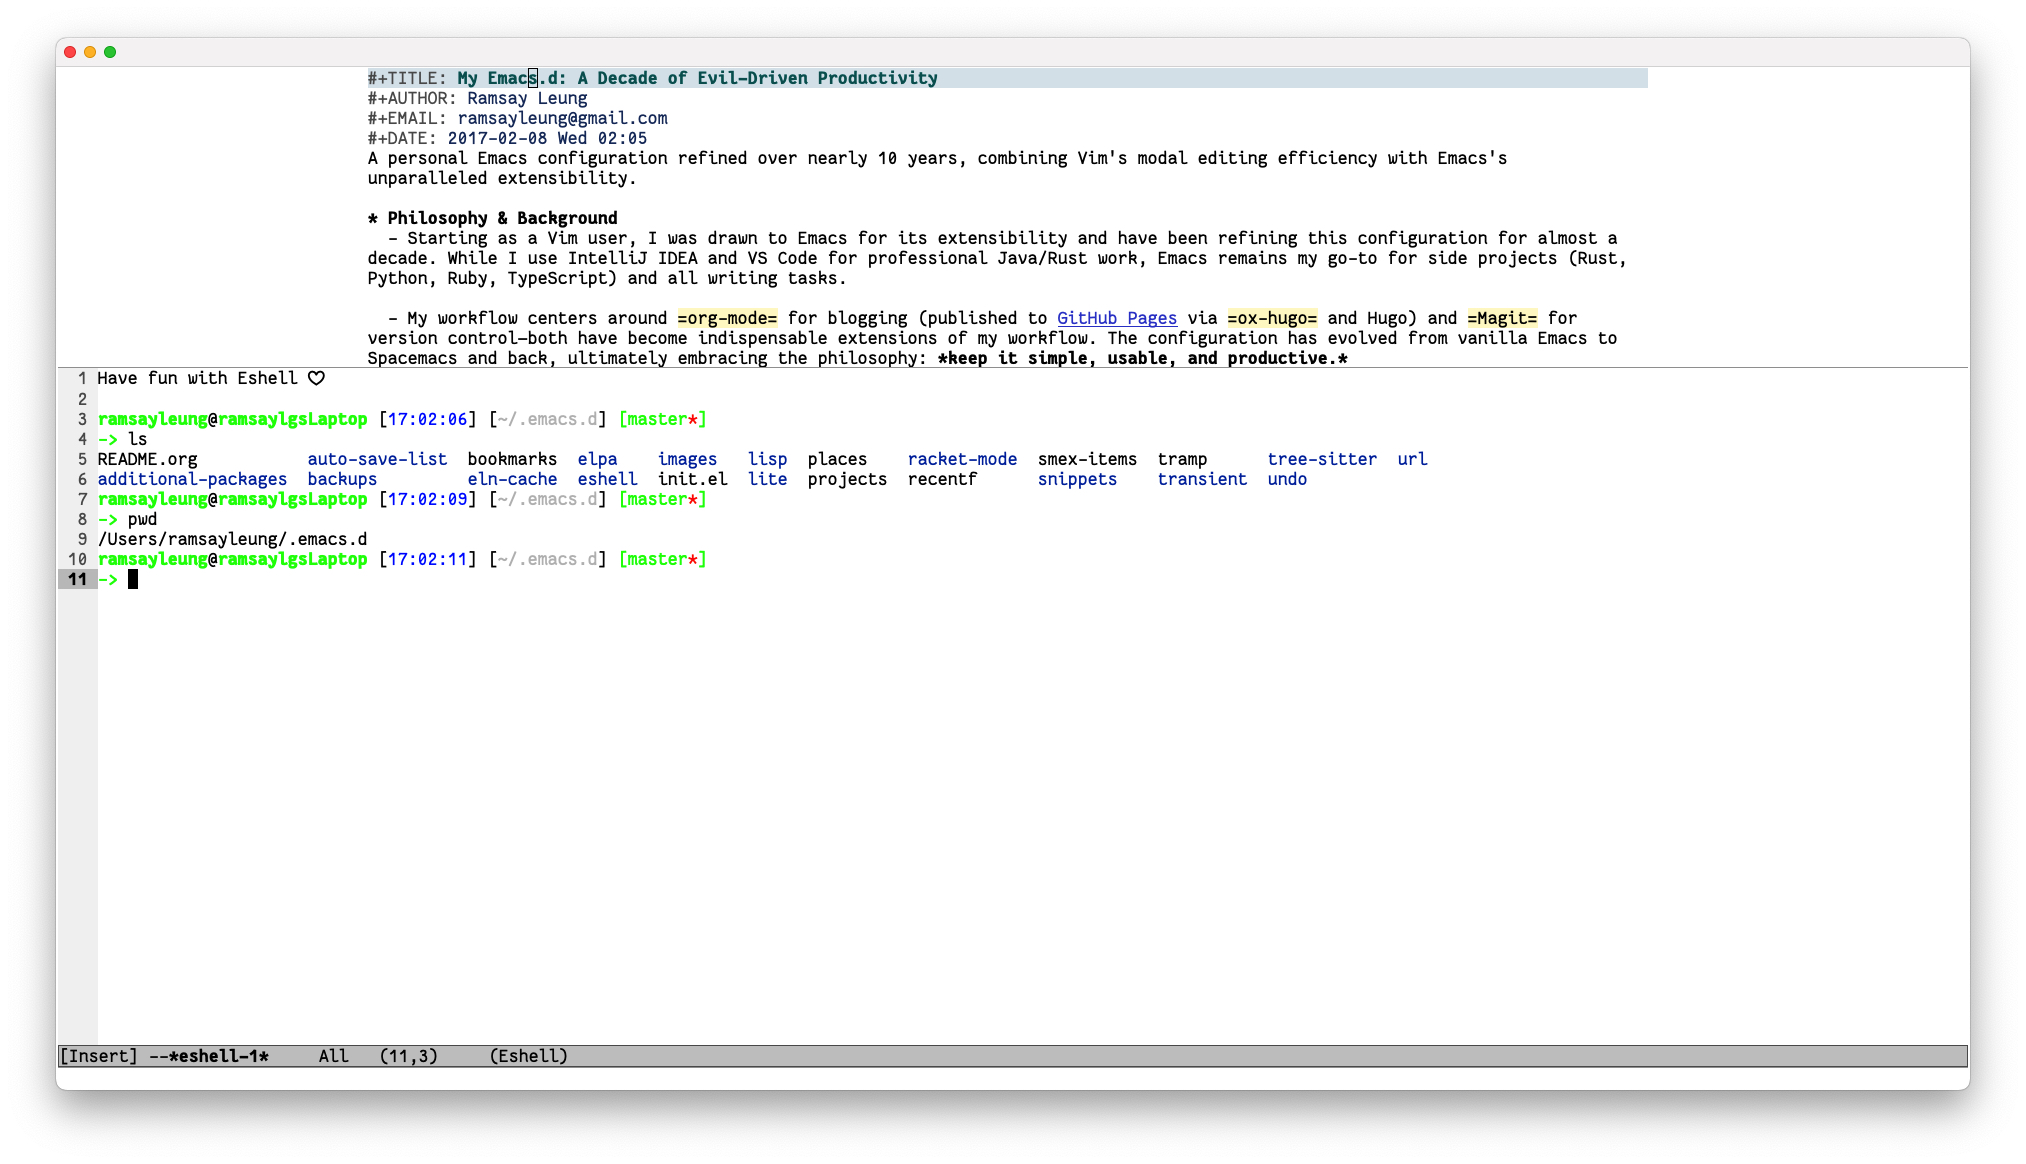 #+TITLE: My Emacs.d: A Decade of Evil-Driven Productivity
#+AUTHOR: Ramsay Leung
#+EMAIL: ramsayleung@gmail.com
#+DATE: 2017-02-08 Wed 02:05
A personal Emacs configuration refined over nearly 10 years, combining Vim's modal editing efficiency with Emacs's
unparalleled extensibility.
* Philosophy & Background
- Starting as a Vim user, I was drawn to Emacs for its extensibility and have been refining this configuration for almost a
decade. While I use IntelliJ IDEA and VS Code for professional Java/Rust work, Emacs remains my go-to for side projects (Rust,
Python, Ruby, TypeScript) and all writing tasks.
- My workflow centers around =org-mode= for blogging (published to GitHub Pages via =ox-hugo= and Hugo) and =Magit= for
version control—both have become indispensable extensions of my workflow. The configuration has evolved from vanilla Emacs to
Spacemacs and back, ultimately embracing the philosophy: *keep it simple, usable, and productive.*
1 Have fun with Eshell ♡
2
3 ramsayleung@ramsaylgsLaptop [17:02:06] [~/.emacs.d] [master*]
4 -> ls
5 README.org auto-save-list bookmarks elpa images lisp places racket-mode smex-items tramp tree-sitter url
6 additional-packages backups eln-cache eshell init.el lite projects recentf snippets transient undo
7 ramsayleung@ramsaylgsLaptop [17:02:09] [~/.emacs.d] [master*]
8 -> pwd
9 /Users/ramsayleung/.emacs.d
10 ramsayleung@ramsaylgsLaptop [17:02:11] [~/.emacs.d] [master*]
11 ->
[Insert] --*eshell-1* All (11,3) (Eshell)